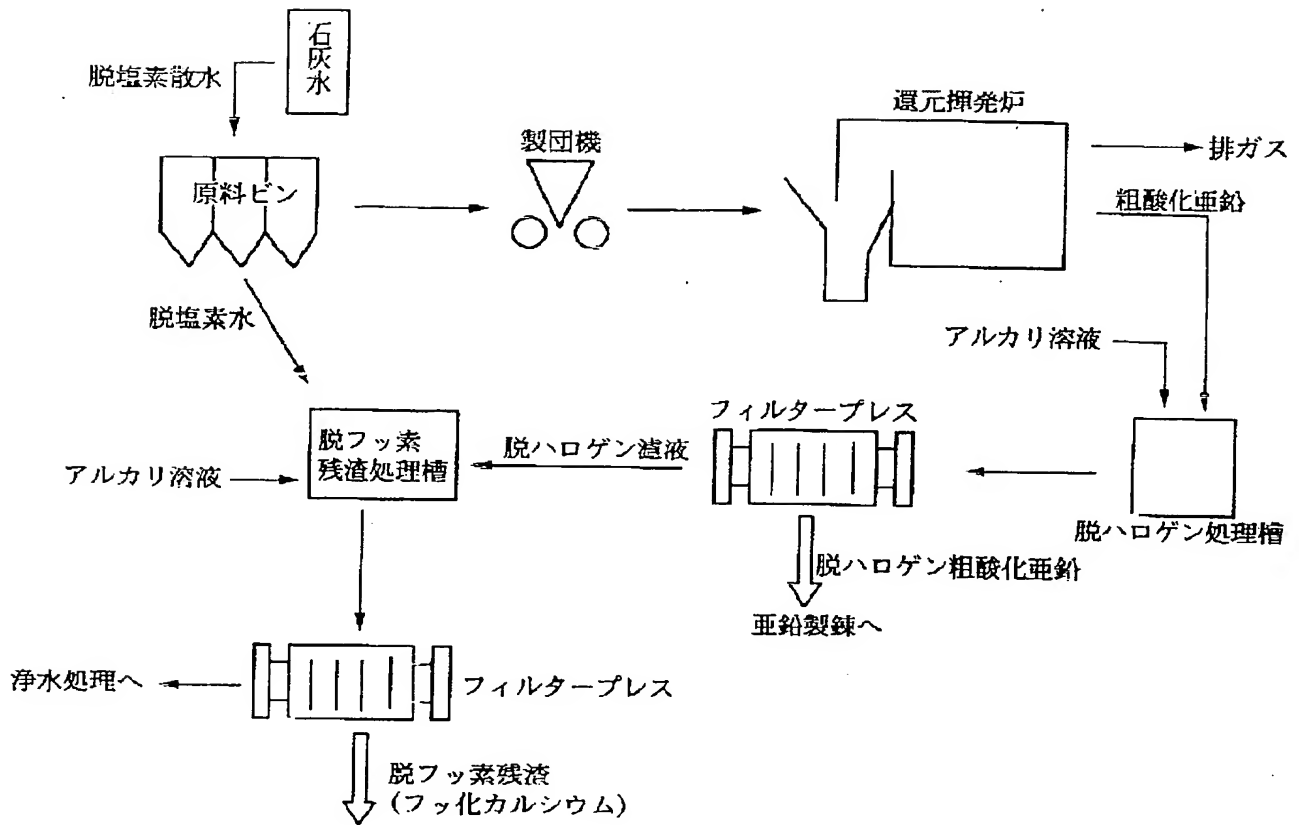 石灰水
脱塩素散水
還元揮発炉
製団機
排ガス
原料ビン
粗酸化亜鉛
脱塩素水
アルカリ溶液
フィルタープレス
脱フッ素
残渣処理槽
脱ハロゲン濾液
アルカリ溶液
脱ハロゲン処理槽
脱ハロゲン粗酸化亜鉛
亜鉛製錬へ
浄水処理へ
フィルタープレス
脱フッ素残渣
(フッ化カルシウム)